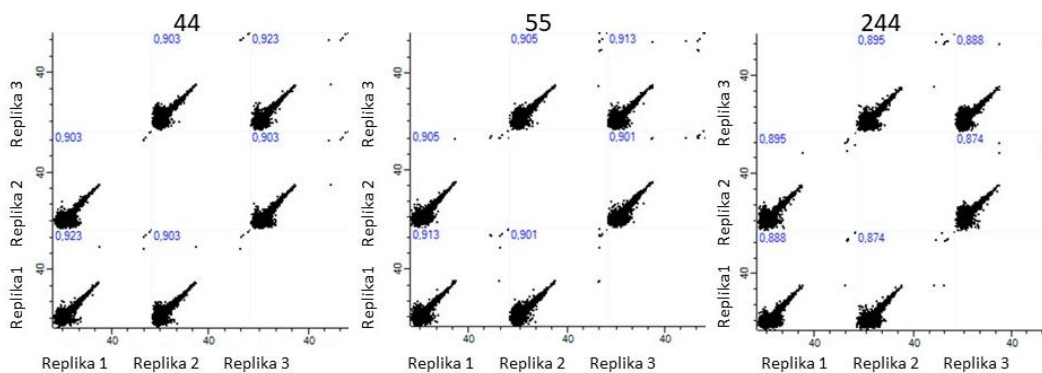 44 55 244
0,903 0,923 0,905 0,913 0,895 0,888
40 40 40
Replika 3 Replika 3 Replika 3
0,903 0,903 0,905 0,901 0,895 0,874
40 40 40
Replika 2 Replika 2 Replika 2
0,923 0,903 0,913 0,901 0,888 0,874
40 40 40
Replika1 Replika1 Replika1
40 40 40 40 40 40 40 40 40
Replika 1 Replika 2 Replika 3 Replika 1 Replika 2 Replika 3 Replika 1 Replika 2 Replika 3